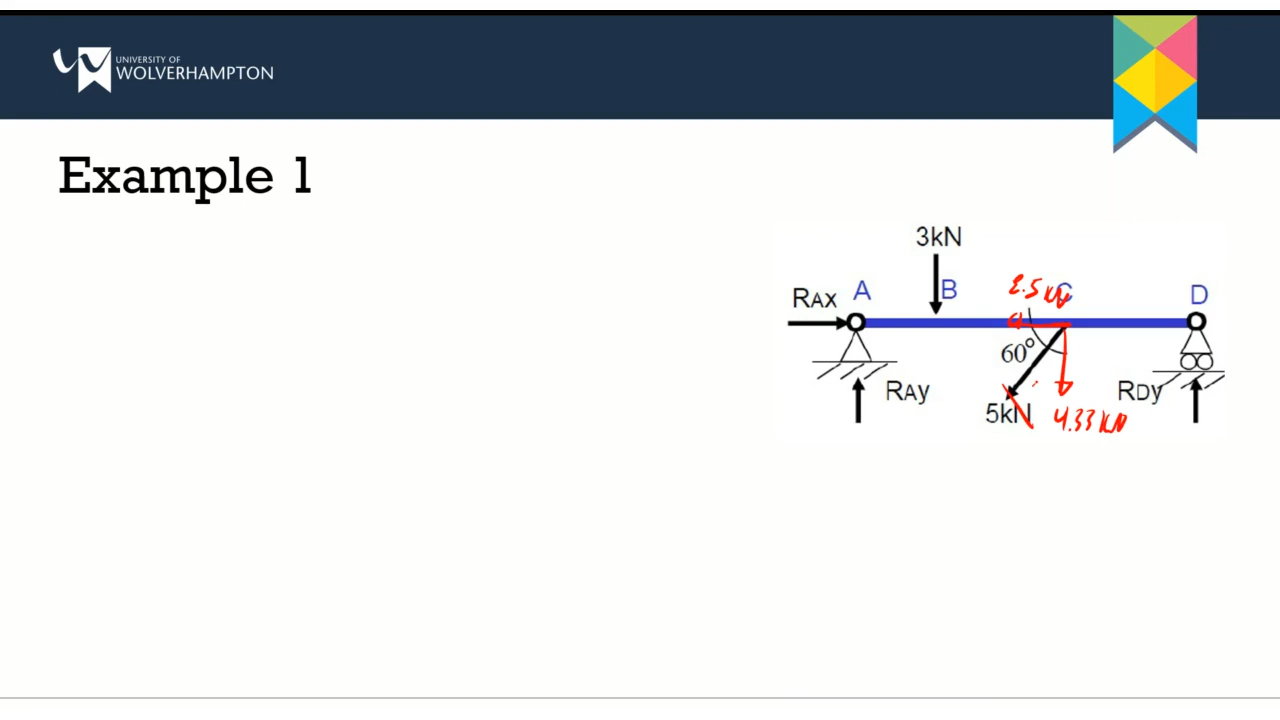 UNIVERSITY OF
WOLVERHAMPTON
Example 1
3kN
RAX A B 2.5 kN C D
60°
RAy 5kN 4.33 kN RDy